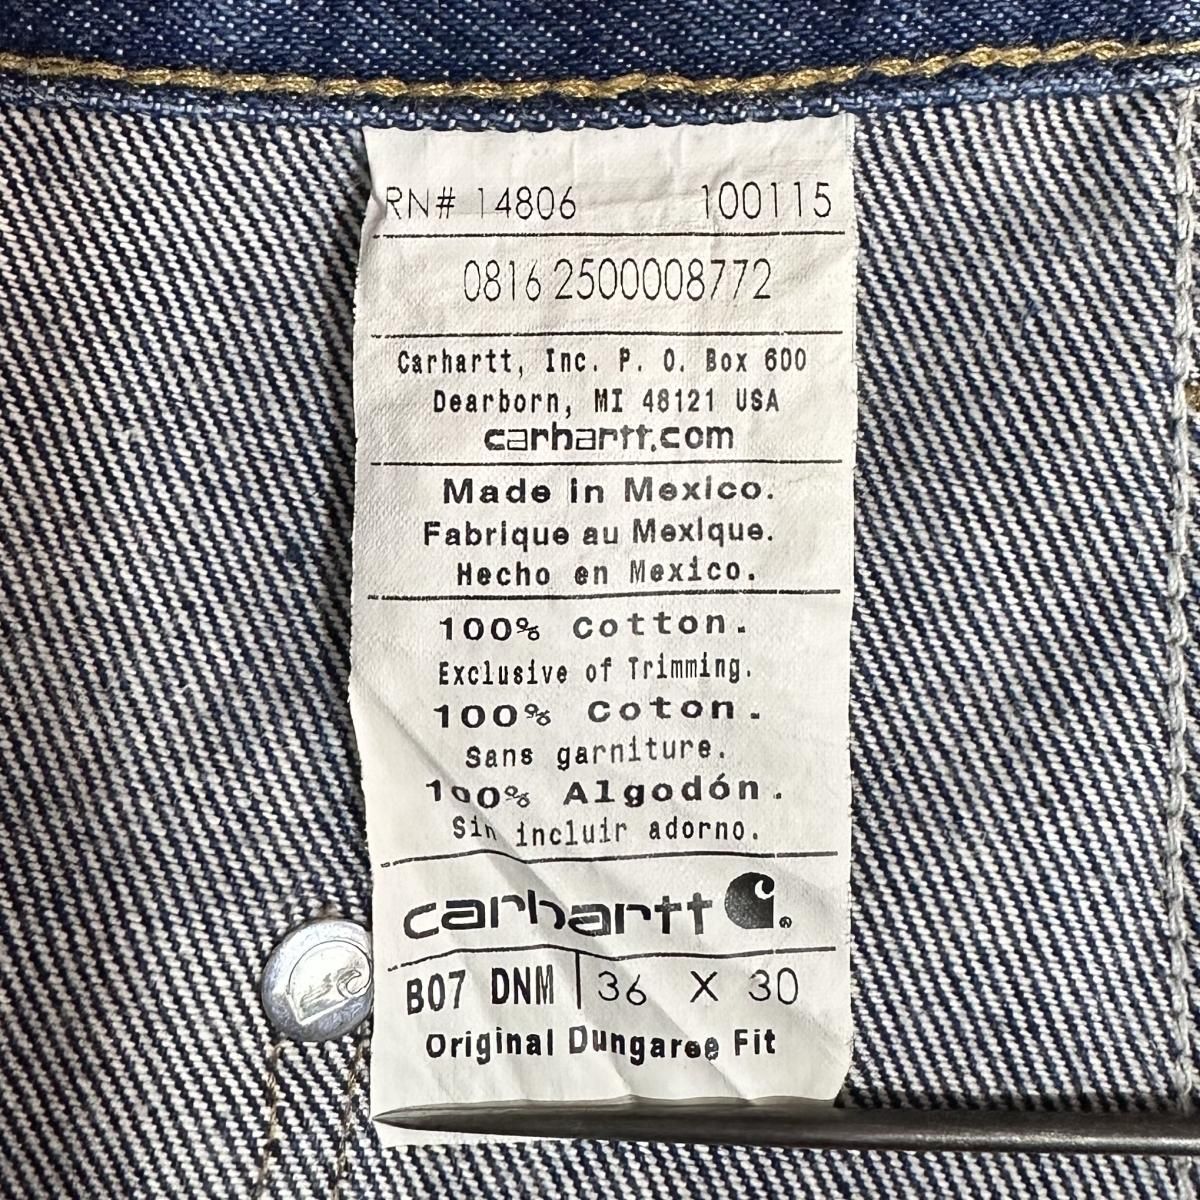 RN# 14806 100115
0816 2500008772
Carhartt, Inc. P. O. Box 600
Dearborn, MI 48121 USA
carhartt.com
Made in Mexico.
Fabrique au Mexique.
Hecho en Mexico.
100% Cotton.
Exclusive of Trimming.
100% Coton.
Sans garniture.
100% Algodón.
Sin incluir adorno.
carhartt ®
B07 DNM | 36 X 30
Original Dungaree Fit